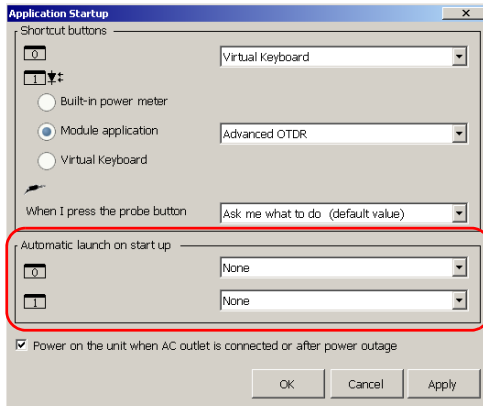 Application Startup
Shortcut buttons
0
Virtual Keyboard
1
Built-in power meter
Module application
Advanced OTDR
Virtual Keyboard
When I press the probe button
Ask me what to do (default value)
Automatic launch on start up
0
None
1
None
Power on the unit when AC outlet is connected or after power outage
OK
Cancel
Apply